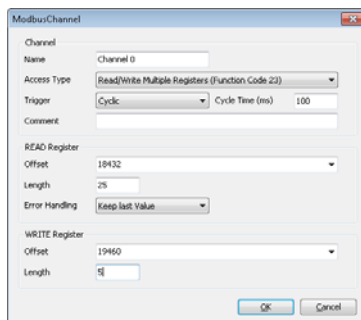 ModbusChannel
Channel
Name Channel 0
Access Type Read/Write Multiple Registers (Function Code 23)
Trigger Cyclic Cycle Time (ms) 100
Comment
READ Register
Offset 18432
Length 25
Error Handling Keep last Value
WRITE Register
Offset 19460
Length 5
OK Cancel